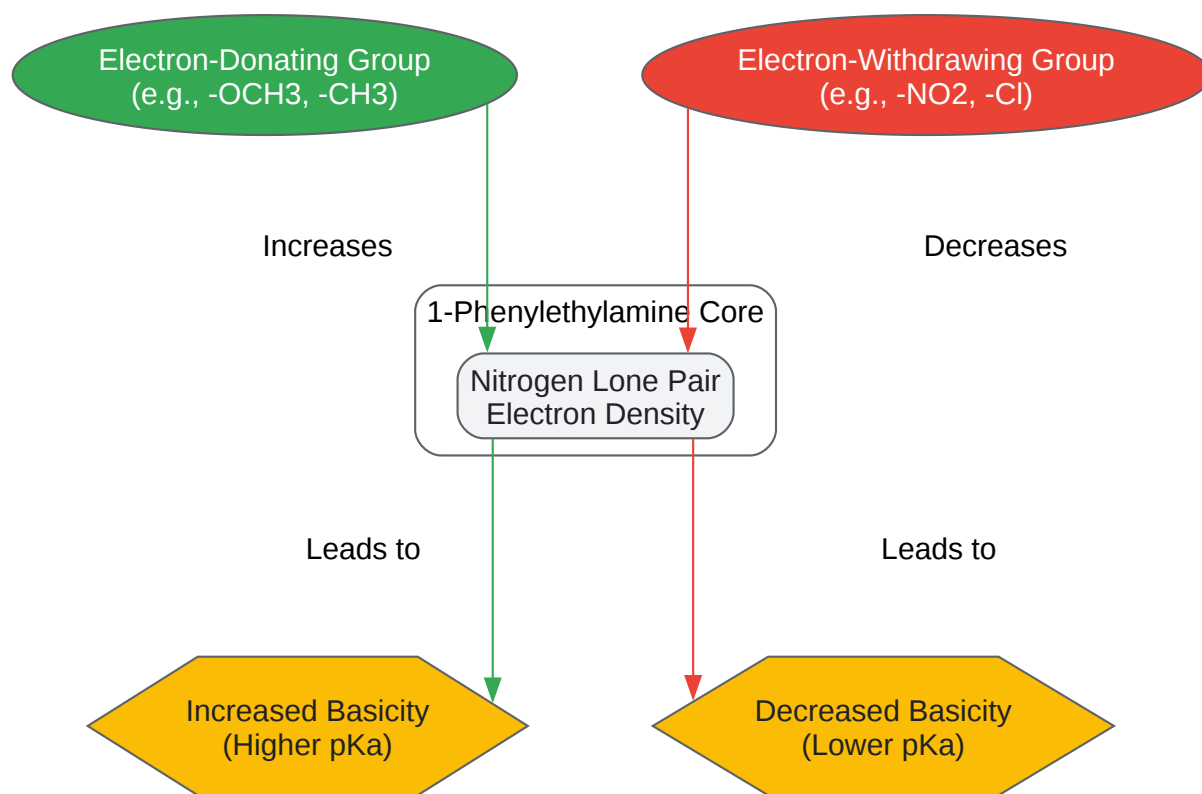 Electron-Donating Group
(e.g., -OCH3, -CH3)
Electron-Withdrawing Group
(e.g., -NO2, -Cl)
Increases
Decreases
1-Phenylethylamine Core
Nitrogen Lone Pair
Electron Density
Leads to
Leads to
Increased Basicity
(Higher pKa)
Decreased Basicity
(Lower pKa)